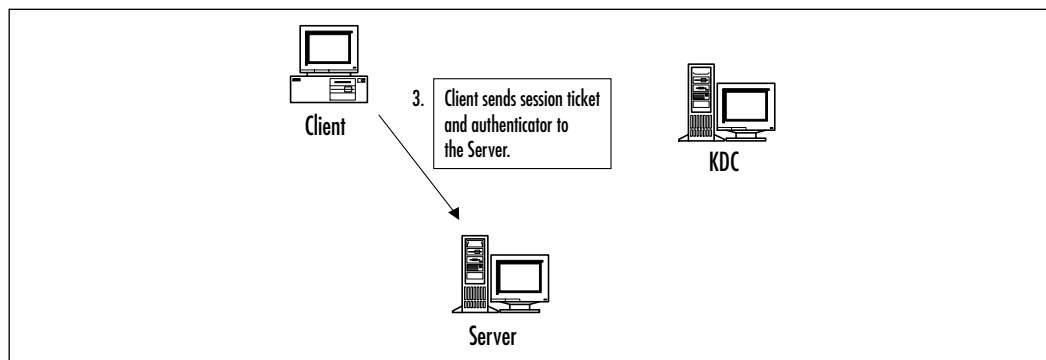 Client
3. Client sends session ticket
and authenticator to
the Server.
KDC
Server